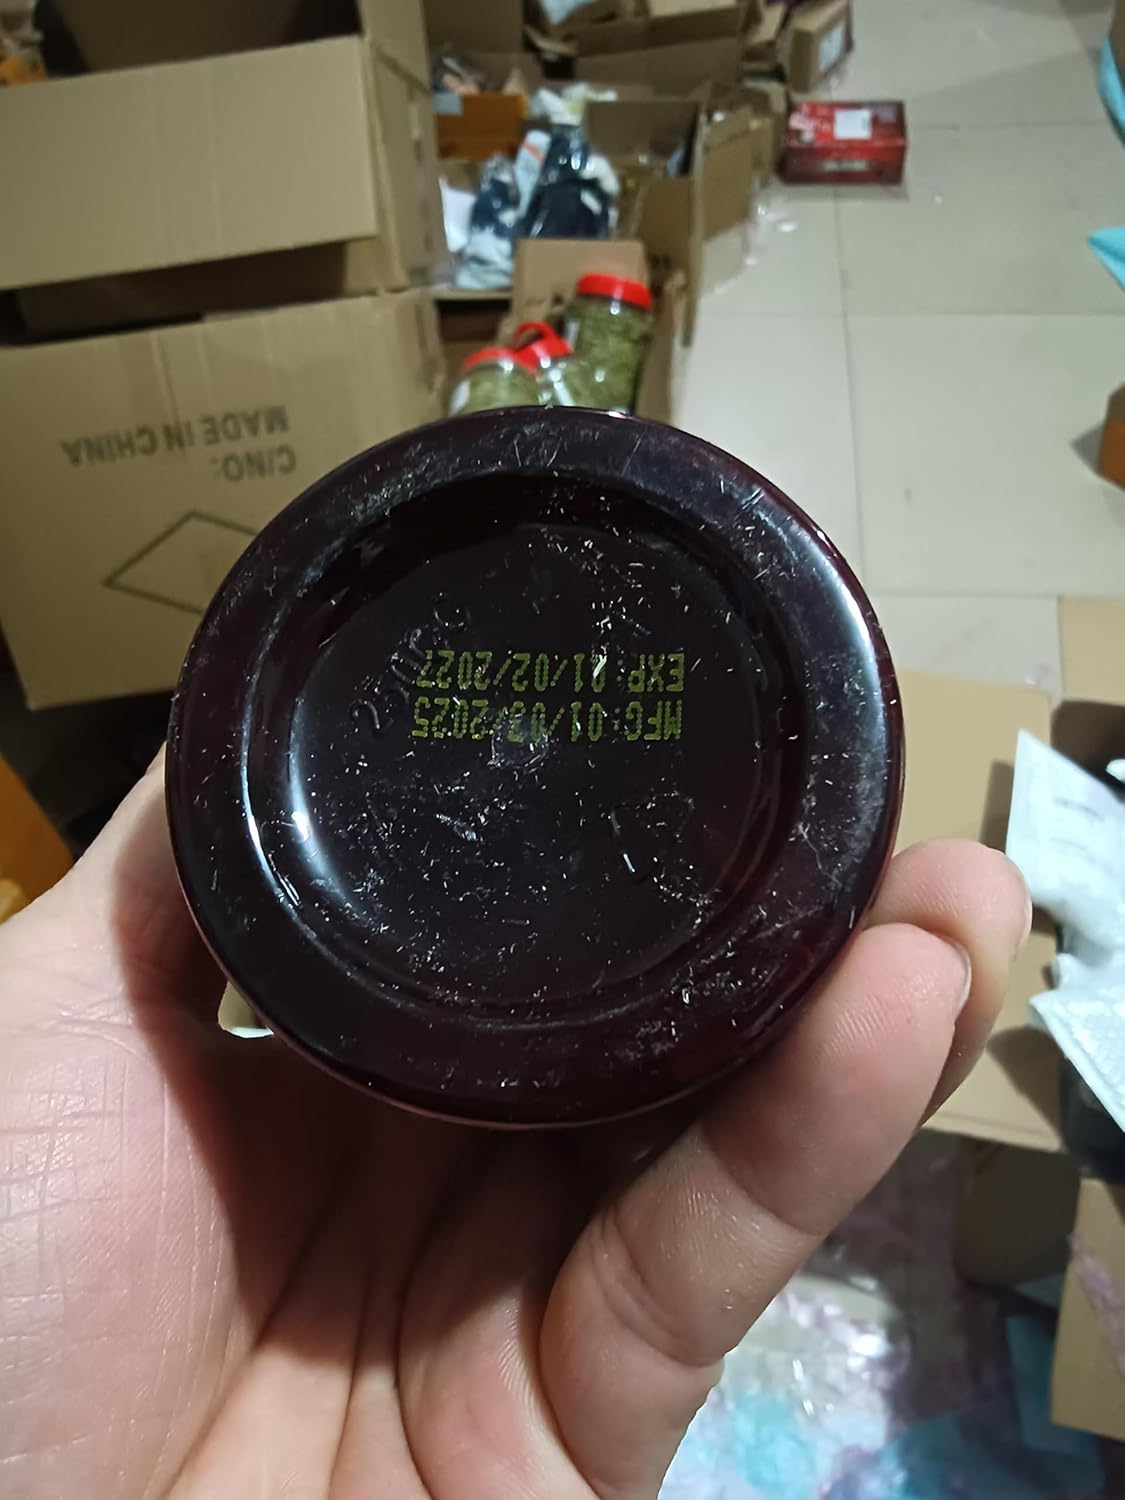 MFG:01/03/2025
EXP:01/02/2027
C/NO:
MADE IN CHINA